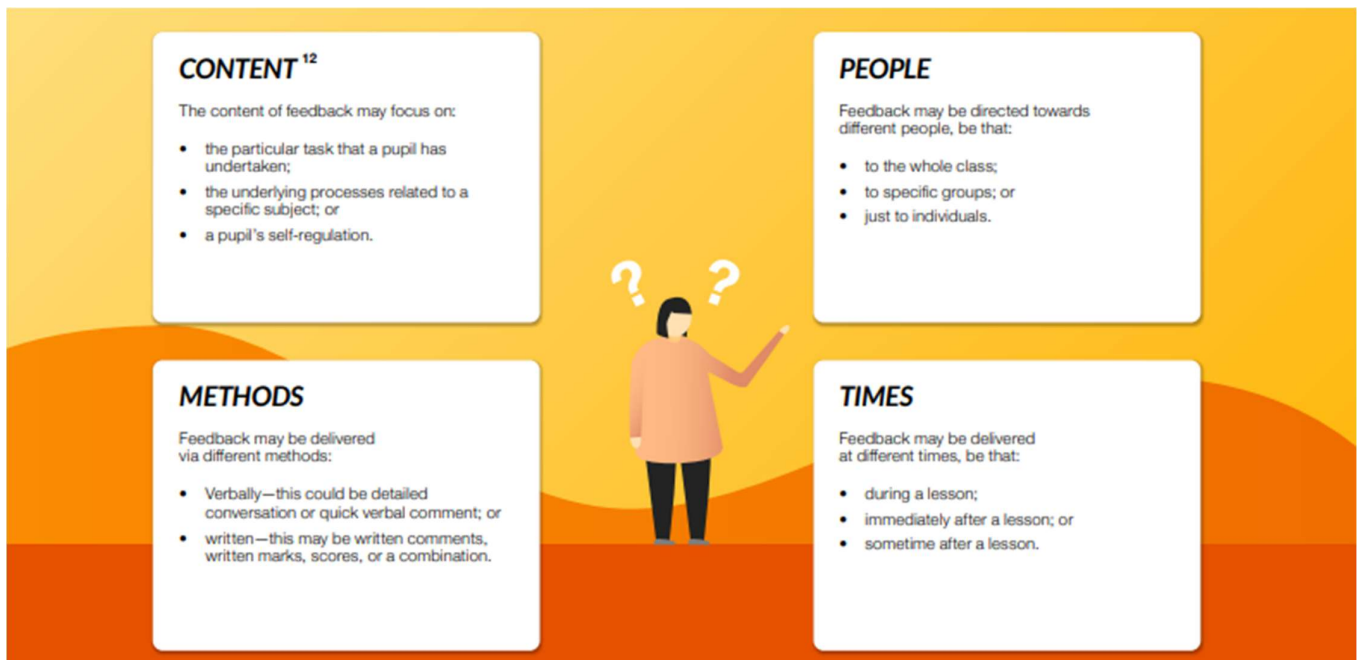 CONTENT 12
The content of feedback may focus on:
• the particular task that a pupil has
undertaken;
• the underlying processes related to a
specific subject; or
• a pupil's self-regulation.
PEOPLE
Feedback may be directed towards
different people, be that:
• to the whole class;
• to specific groups; or
• just to individuals.
? ?
METHODS
Feedback may be delivered
via different methods:
• Verbally—this could be detailed
conversation or quick verbal comment; or
• written—this may be written comments,
written marks, scores, or a combination.
TIMES
Feedback may be delivered
at different times, be that:
• during a lesson;
• immediately after a lesson; or
• sometime after a lesson.